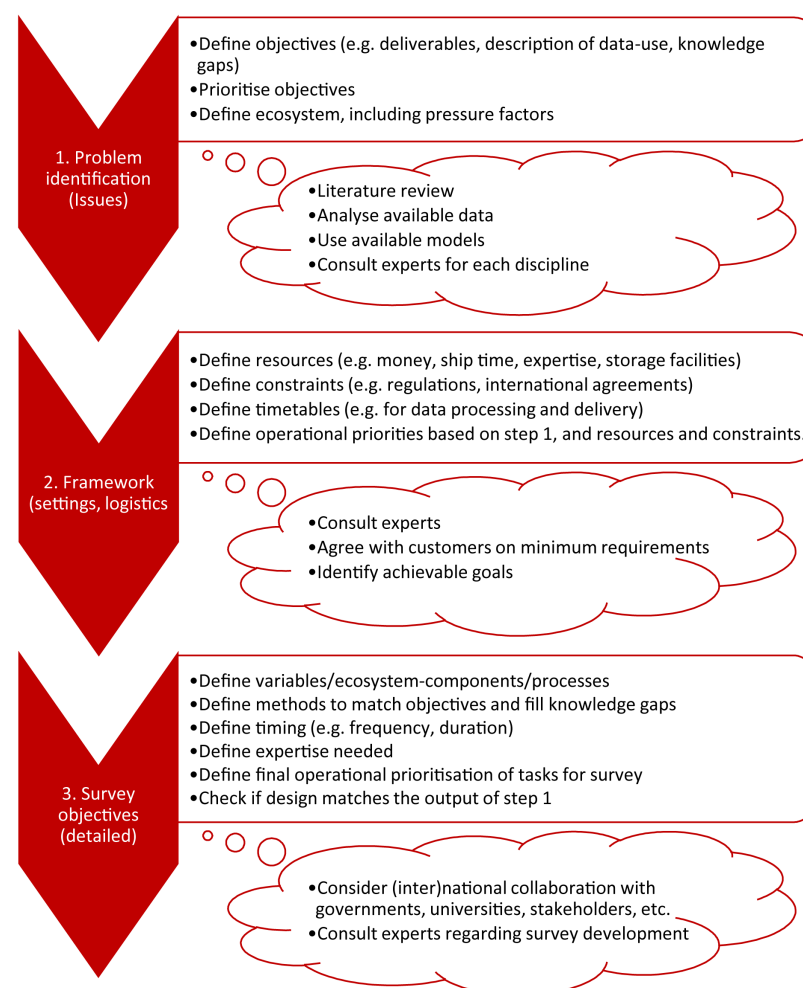 •Define objectives (e.g. deliverables, description of data-use, knowledge
gaps)
•Prioritise objectives
•Define ecosystem, including pressure factors
1. Problem
identification
(Issues)
•Literature review
•Analyse available data
•Use available models
•Consult experts for each discipline
•Define resources (e.g. money, ship time, expertise, storage facilities)
•Define constraints (e.g. regulations, international agreements)
•Define timetables (e.g. for data processing and delivery)
•Define operational priorities based on step 1, and resources and constraints.
2. Framework
(settings, logistics
•Consult experts
•Agree with customers on minimum requirements
•Identify achievable goals
•Define variables/ecosystem-components/processes
•Define methods to match objectives and fill knowledge gaps
•Define timing (e.g. frequency, duration)
•Define expertise needed
•Define final operational prioritisation of tasks for survey
•Check if design matches the output of step 1
3. Survey
objectives
(detailed)
•Consider (inter)national collaboration with
governments, universities, stakeholders, etc.
•Consult experts regarding survey development